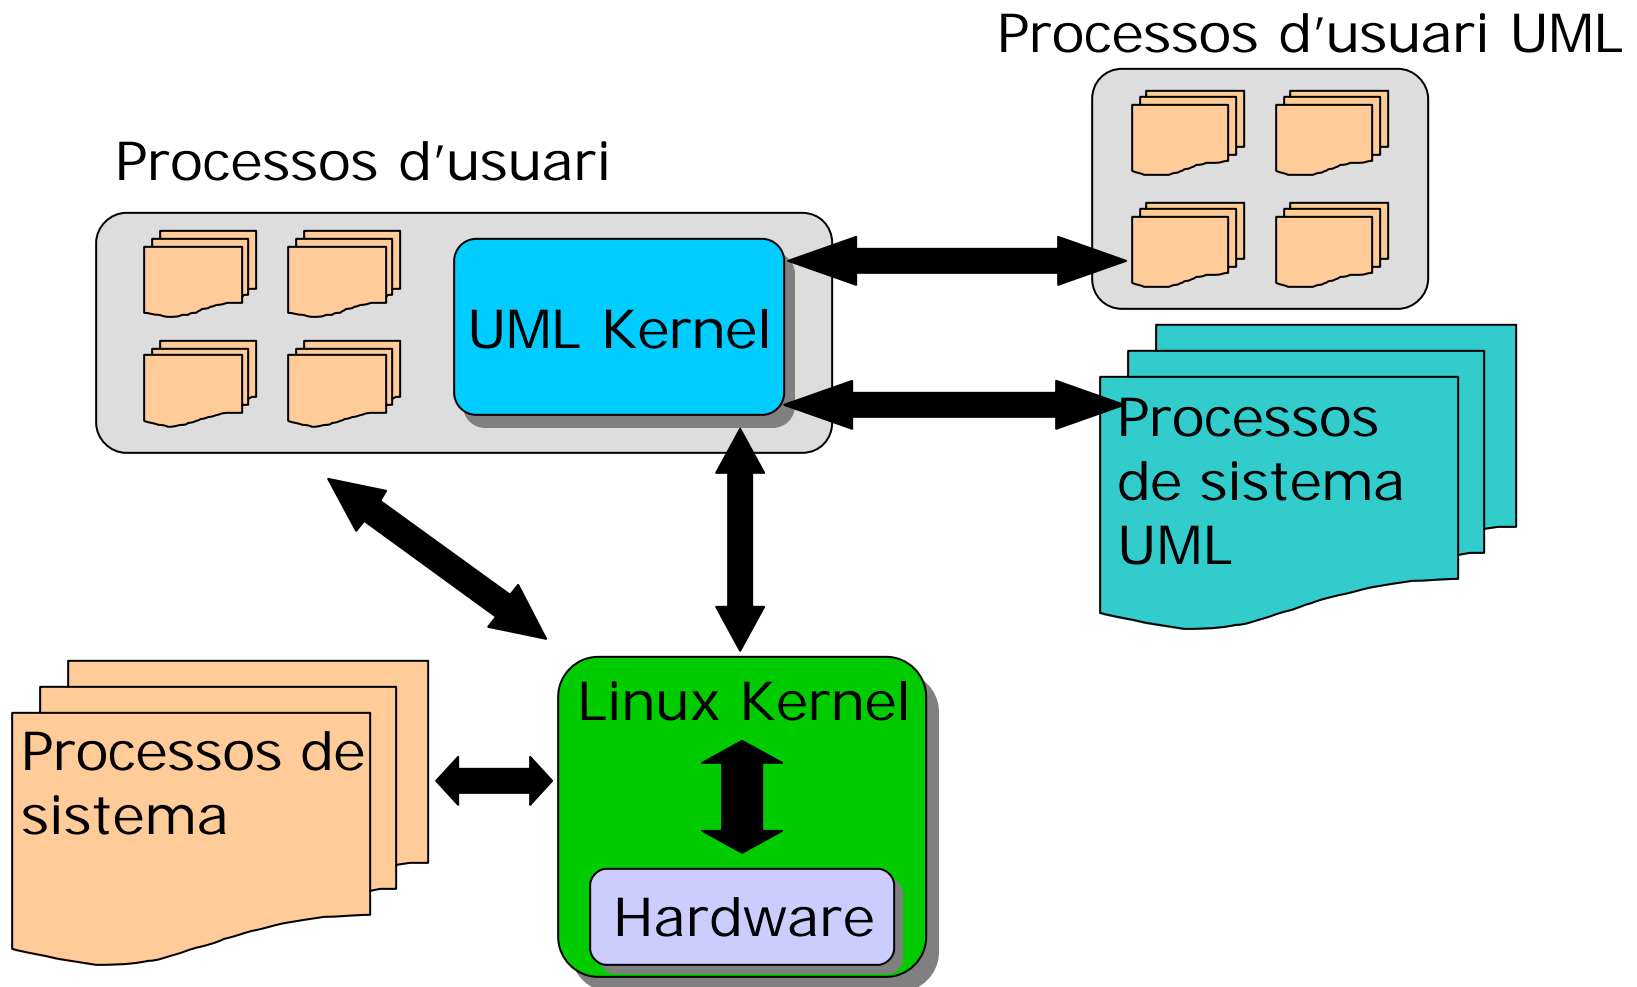 Processos d'usuari UML
Processos d'usuari
UML Kernel
Processos
de sistema
UML
Linux Kernel
Processos de
sistema
Hardware